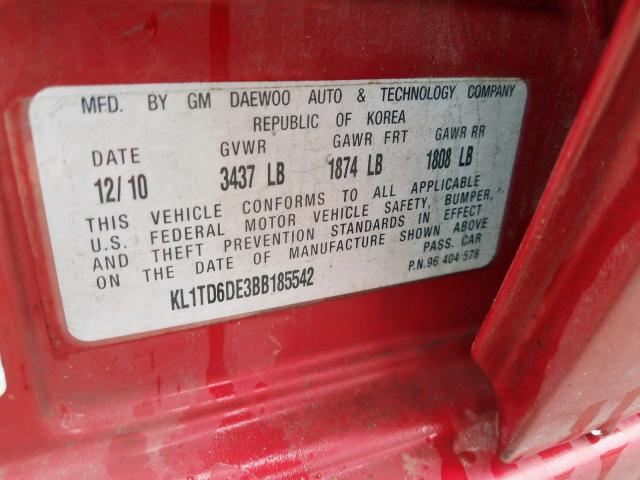 MFD. BY GM DAEWOO AUTO & TECHNOLOGY COMPANY
REPUBLIC OF KOREA
DATE GVWR GAWR FRT GAWR RR
12/10 3437 LB 1874 LB 1808 LB
THIS VEHICLE CONFORMS TO ALL APPLICABLE
U.S. FEDERAL MOTOR VEHICLE SAFETY, BUMPER,
AND THEFT PREVENTION STANDARDS IN EFFECT
ON THE DATE OF MANUFACTURE SHOWN ABOVE
PASS. CAR
KL1TD6DE3BB185542 P.N.96 404 578